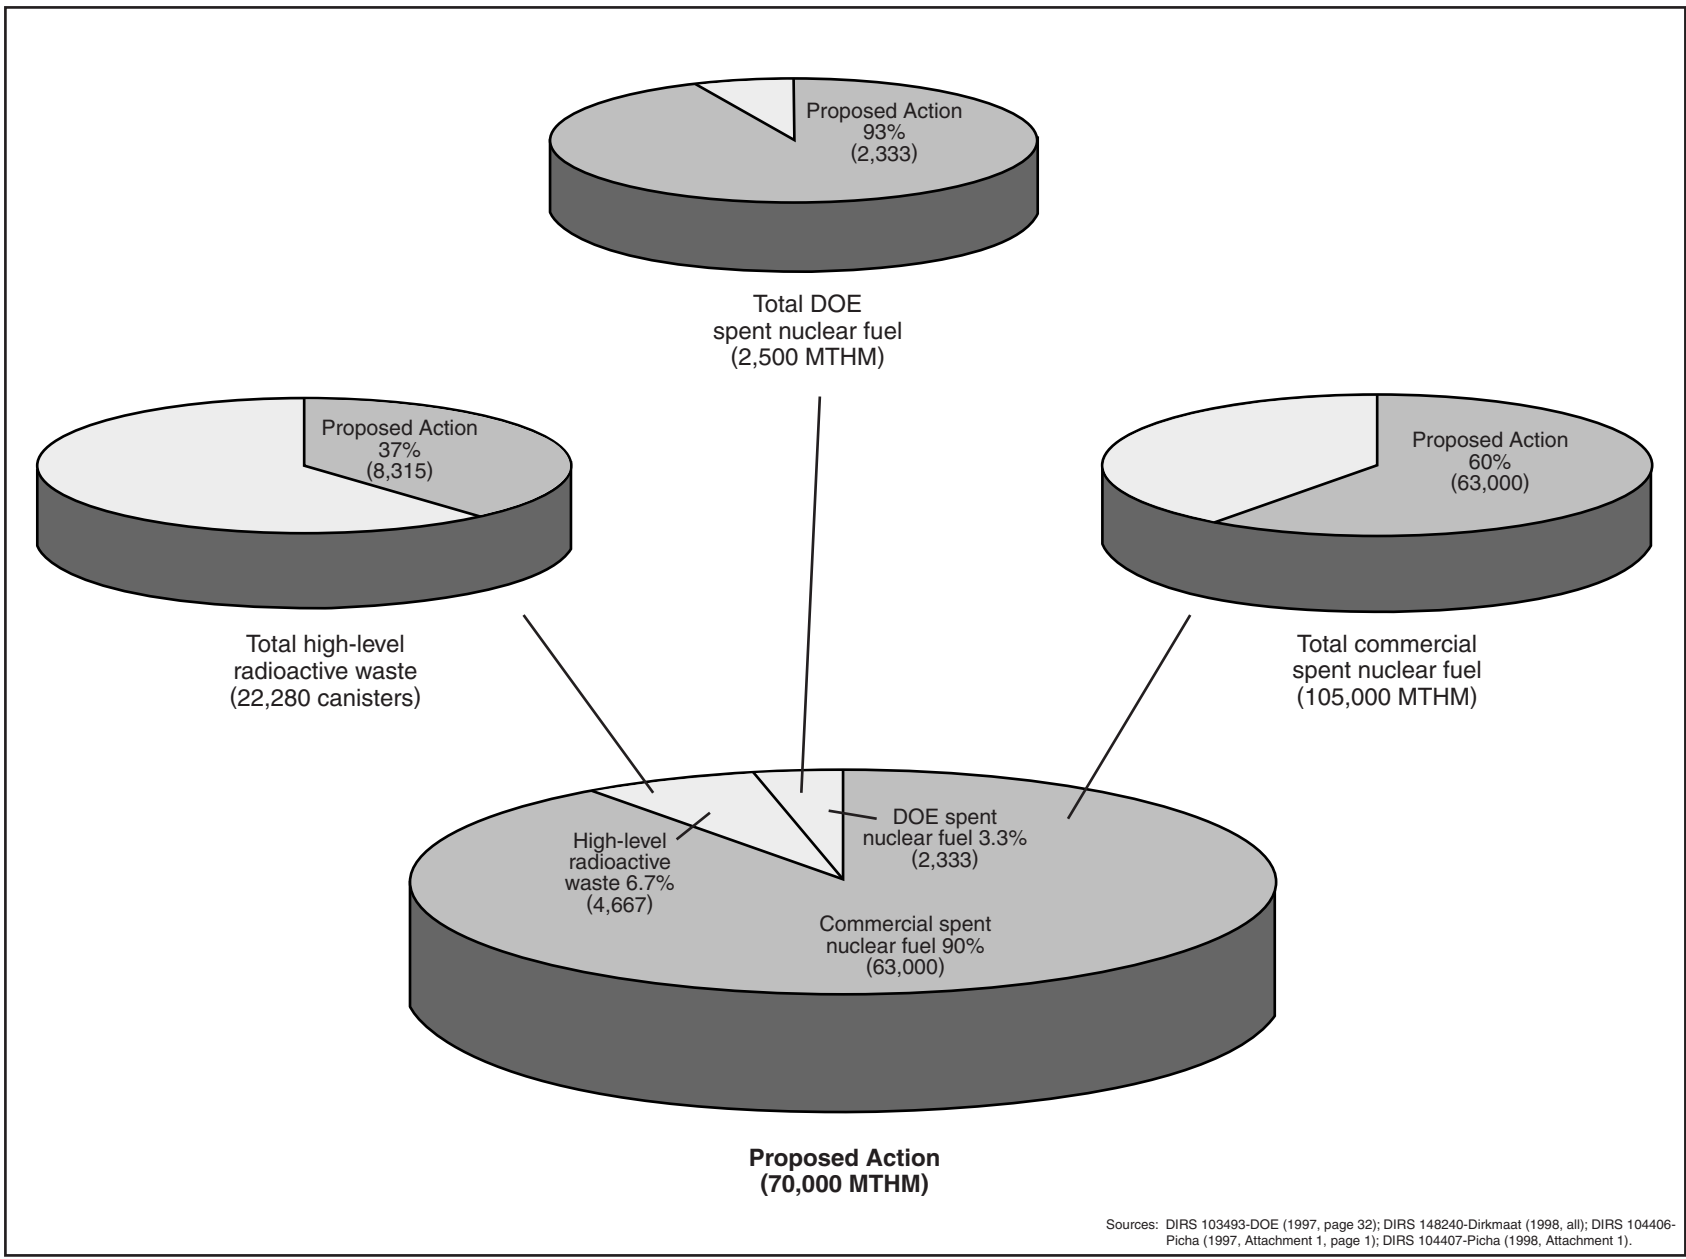 Proposed Action
93%
(2,333)
Total DOE
spent nuclear fuel
(2,500 MTHM)
Proposed Action
37%
(8,315)
Total high-level
radioactive waste
(22,280 canisters)
Proposed Action
60%
(63,000)
Total commercial
spent nuclear fuel
(105,000 MTHM)
High-level
radioactive
waste 6.7%
(4,667)
DOE spent
nuclear fuel 3.3%
(2,333)
Commercial spent
nuclear fuel 90%
(63,000)
Proposed Action
(70,000 MTHM)
Sources: DIRS 103493-DOE (1997, page 32); DIRS 148240-Dirkmaat (1998, all); DIRS 104406-
Picha (1997, Attachment 1, page 1); DIRS 104407-Picha (1998, Attachment 1).